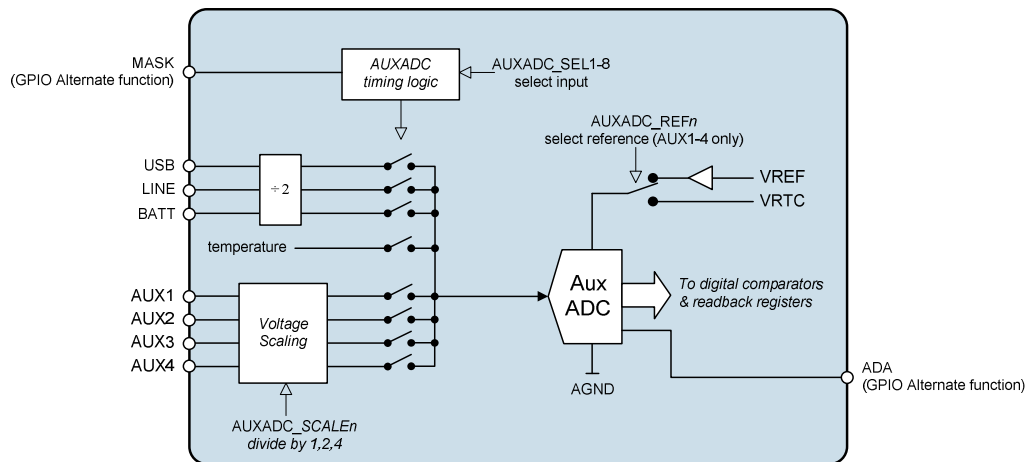 MASK
(GPIO Alternate function)
AUXADC
timing logic
AUXADC_SEL1-8
select input
AUXADC_REFn
select reference (AUX1-4 only)
USB
LINE
BATT
÷2
VREF
VRTC
temperature
AUX1
AUX2
AUX3
AUX4
Voltage
Scaling
Aux
ADC
To digital comparators
& readback registers
AGND
ADA
(GPIO Alternate function)
AUXADC_SCALEn
divide by 1,2,4